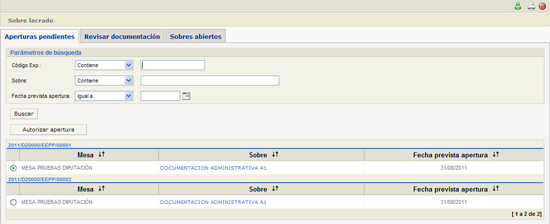 Sobre lacrado
Aperturas pendientes Revisar documentación Sobres abiertos
Parámetros de búsqueda
Código Exp.: Contiene
Sobre: Contiene
Fecha prevista apertura: Igual a
Buscar
Autorizar apertura
2011/D20000/EEPP/00001
Mesa Sobre Fecha prevista apertura
MESA PRUEBAS DIPUTACIÓN DOCUMENTACION ADMINISTRATIVA A1 31/08/2011
2011/D20000/EEPP/00002
Mesa Sobre Fecha prevista apertura
MESA PRUEBAS DIPUTACIÓN DOCUMENTACION ADMINISTRATIVA A1 31/08/2011
[ 1 a 2 de 2]